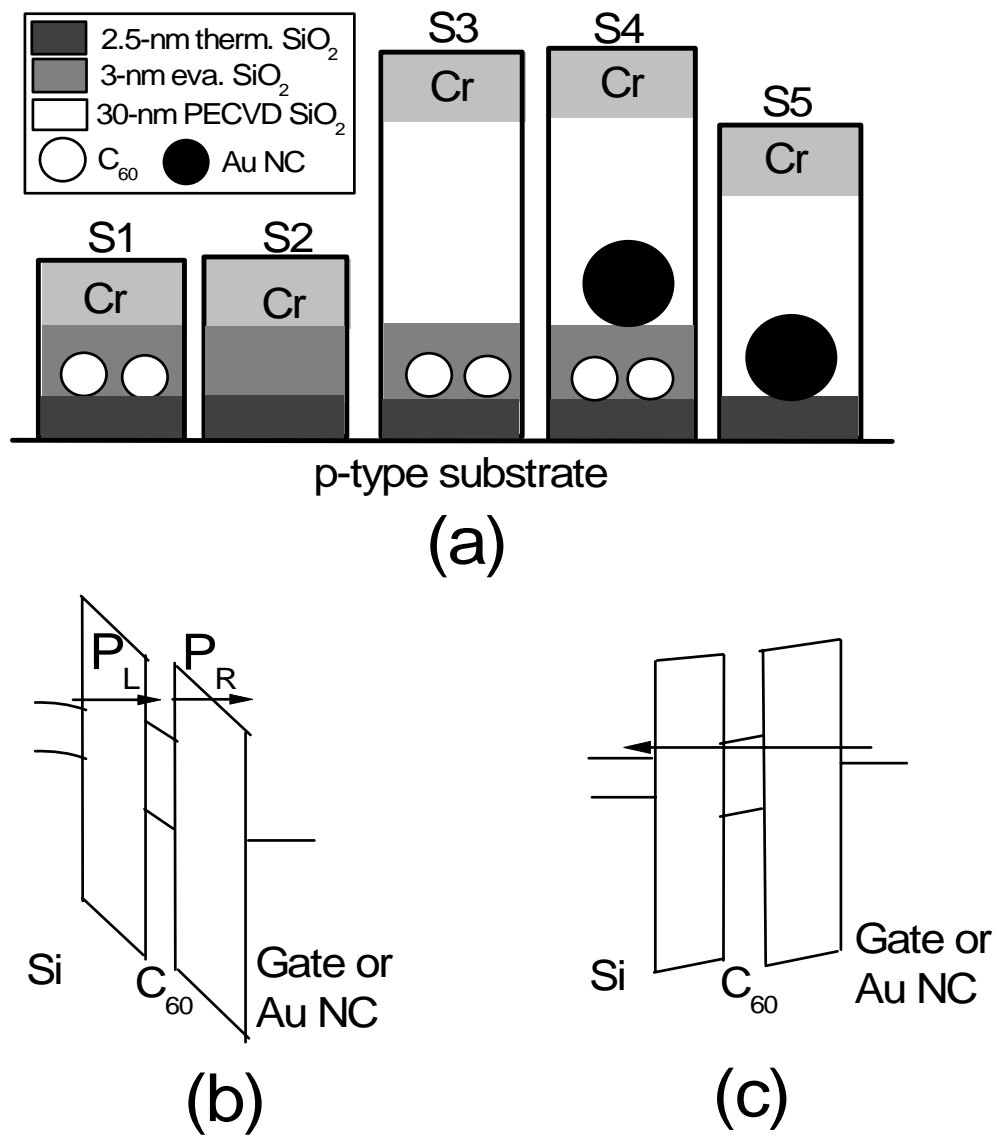 2.5-nm therm. SiO₂
3-nm eva. SiO₂
30-nm PECVD SiO₂
C₆₀ Au NC
S1
S2
S3
S4
S5
Cr
Cr
Cr
Cr
Cr
p-type substrate
(a)
P_L
P_R
Si
C₆₀
Gate or
Au NC
(b)
Si
C₆₀
Gate or
Au NC
(c)